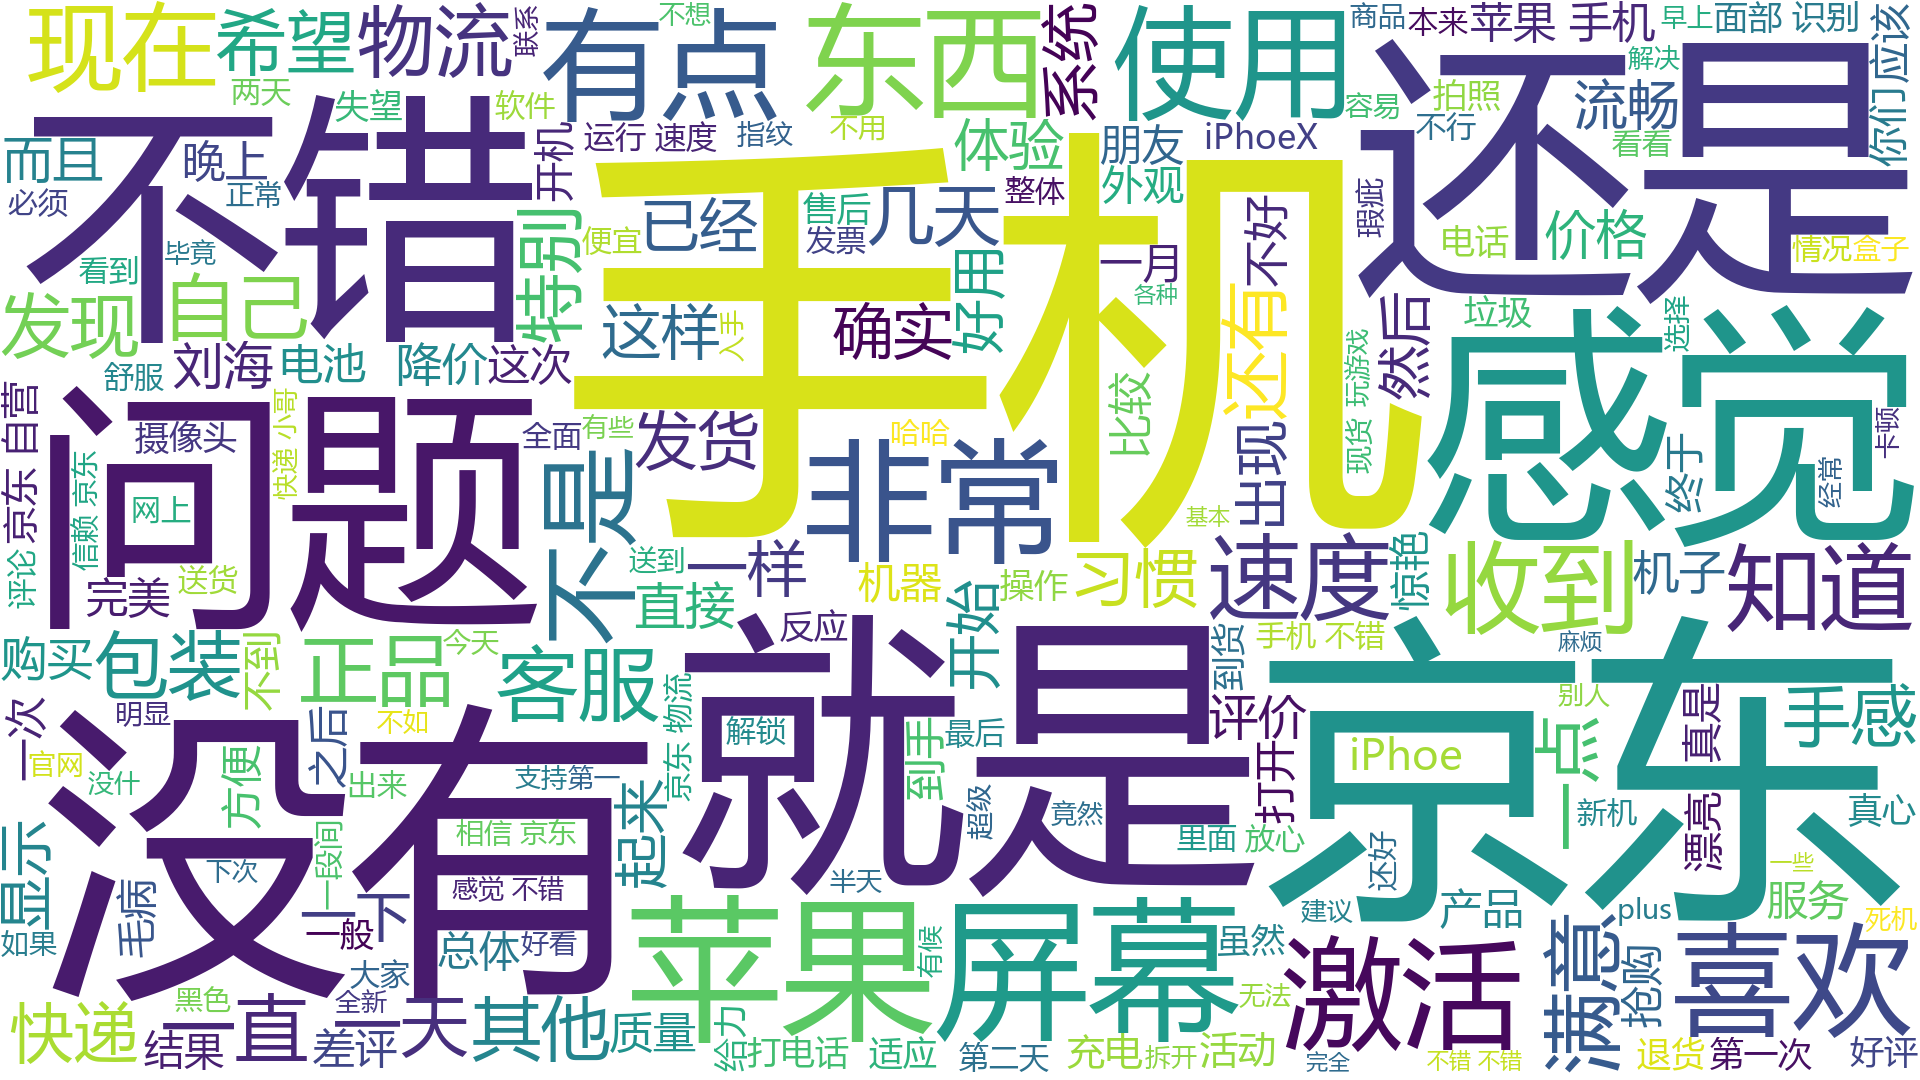 现在
希望
物流
联系
有点
不想
东西
系统
使用
商品
本来
苹果 手机
早上
面部 识别
你们
应该
两天
失望
软件
还是
解决
流畅
拍照
容易
不行
看看
不错
手机
而且
晚上
正常
必须
开机
运行 速度
指纹
不用
体验
朋友
iPhoeX
外观
整体
瑕疵
价格
电话
情况
盒子
毕竟
看到
特别
便宜
已经
售后
发票
几天
好用
一月
各种
不好
还有
发现
自己
这样
入手
确实
然后
垃圾
选择
感觉
刘海
电池
降价
这次
舒服
比较
玩游戏
现货
京东 自营
问题
快递 小哥
摄像头
全面
有些
发货
哈哈
非常
出现
终于
经常
卡顿
信赖 京东
网上
不是
基本
评论
完美
送货
送到
一样
直接
机器
操作
习惯
速度
惊艳
收到
机子
知道
购买
包装
不到
正品
今天
客服
就是
反应
开始
到货
手机 不错
麻烦
京东
别人
一次
明显
之后
不如
物流
京东
解锁
到手
最后
评价
打开
iPhoe
一点
真是
手感
官网
没什
没有
方便
出来
支持第一
起来
超级
竟然
里面
放心
新机
漂亮
真心
显示
一段间
相信 京东
下次
毛病
感觉 不错
半天
还好
一些
服务
如果
一下
一般
总体
好看
苹果
有候
屏幕
虽然
建议
产品
plus
死机
大家
黑色
全新
激活
满意
抢购
喜欢
快递
结果
一直
差评
一天
其他
质量
给力
打电话
适应
第二天
充电
拆开
活动
无法
完全
不错 不错
退货
第一次
好评